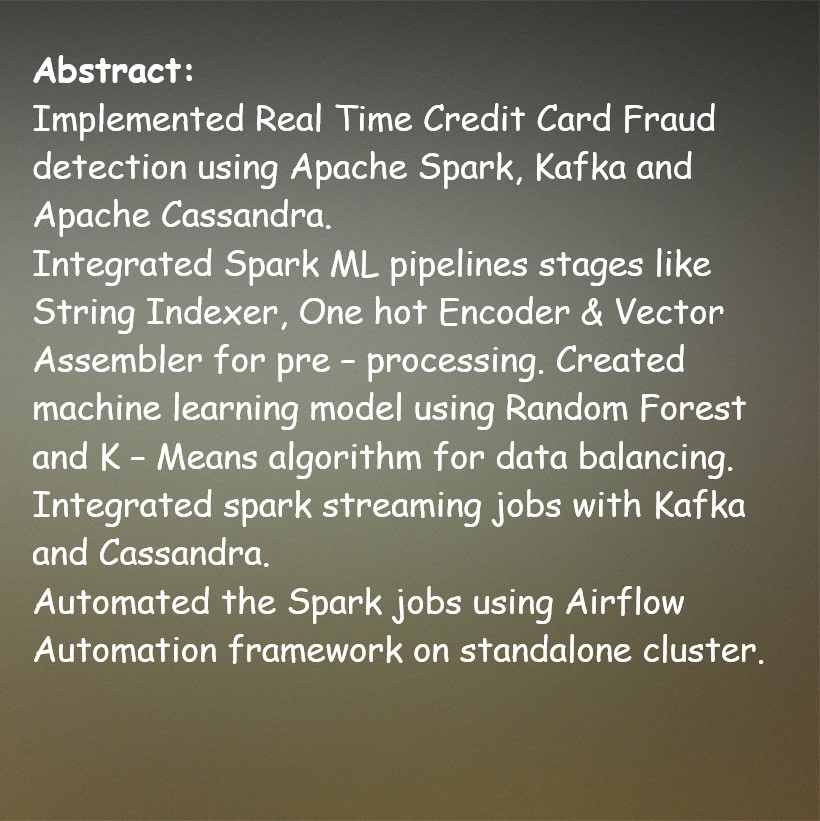 Abstract:
Implemented Real Time Credit Card Fraud
detection using Apache Spark, Kafka and
Apache Cassandra.
Integrated Spark ML pipelines stages like
String Indexer, One hot Encoder & Vector
Assembler for pre – processing. Created
machine learning model using Random Forest
and K – Means algorithm for data balancing.
Integrated spark streaming jobs with Kafka
and Cassandra.
Automated the Spark jobs using Airflow
Automation framework on standalone cluster.